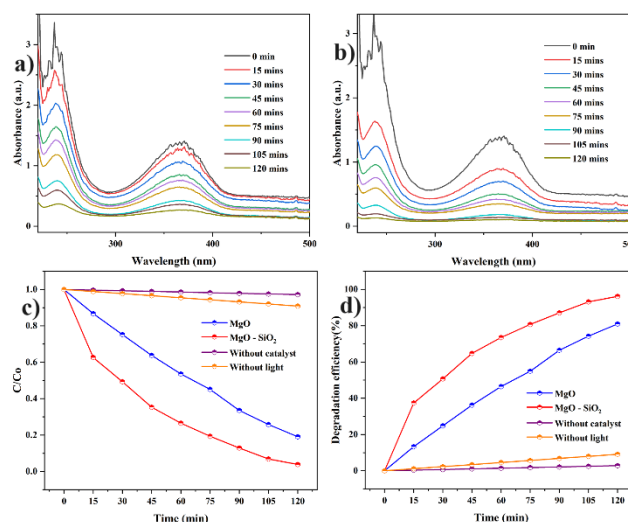 a)
Absorbance (a.u.)
3
2
1
0
300
400
500
Wavelength (nm)
0 min
15 mins
30 mins
45 mins
60 mins
75 mins
90 mins
105 mins
120 mins
b)
Absorbance (a.u.)
3
2
1
0
300
400
50
Wavelength (nm)
0 min
15 mins
30 mins
45 mins
60 mins
75 mins
90 mins
105 mins
120 mins
c)
C/Co
1.0
0.8
0.6
0.4
0.2
0.0
0 15 30 45 60 75 90 105 120
Time (min)
MgO
MgO - SiO₂
Without catalyst
Without light
d)
Degradation efficiency(%)
100
80
60
40
20
0
0 15 30 45 60 75 90 105 120
Time (min)
MgO
MgO - SiO₂
Without catalyst
Without light